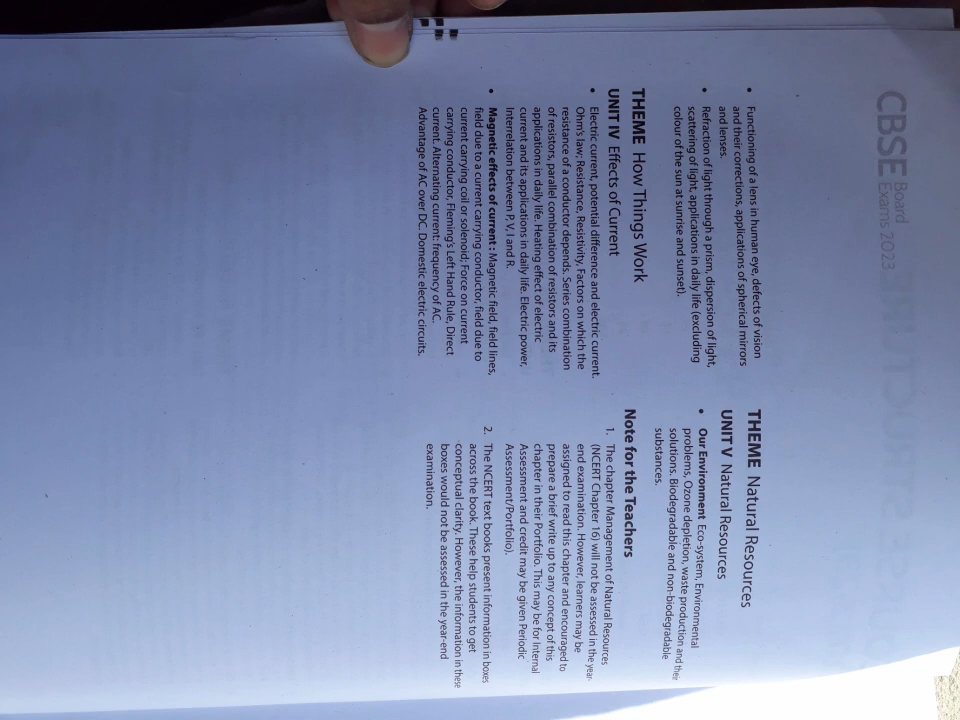 CBSE Board
Exams 2023
• Functioning of a lens in human eye, defects of vision
and their corrections, applications of spherical mirrors
and lenses.
• Refraction of light through a prism, dispersion of light,
scattering of light, applications in daily life (excluding
colour of the sun at sunrise and sunset).
THEME How Things Work
UNIT IV Effects of Current
• Electric current, potential difference and electric current.
Ohm's law; Resistance, Resistivity, Factors on which the
resistance of a conductor depends. Series combination
of resistors, parallel combination of resistors and its
applications in daily life. Heating effect of electric
current and its applications in daily life. Electric power,
Interrelation between P, V, I and R.
• Magnetic effects of current : Magnetic field, field lines,
field due to a current carrying conductor, field due to
current carrying coil or solenoid; Force on current
carrying conductor, Fleming's Left Hand Rule, Direct
current. Alternating current: frequency of AC.
Advantage of AC over DC. Domestic electric circuits.
THEME Natural Resources
UNIT V Natural Resources
• Our Environment Eco-system, Environmental
problems, Ozone depletion, waste production and their
solutions. Biodegradable and non-biodegradable
substances.
Note for the Teachers
1. The chapter Management of Natural Resources
(NCERT Chapter 16) will not be assessed in the year-
end examination. However, learners may be
assigned to read this chapter and encouraged to
prepare a brief write up to any concept of this
chapter in their Portfolio. This may be for Internal
Assessment and credit may be given Periodic
Assessment/Portfolio).
2. The NCERT text books present information in boxes
across the book. These help students to get
conceptual clarity. However, the information in these
boxes would not be assessed in the year-end
examination.